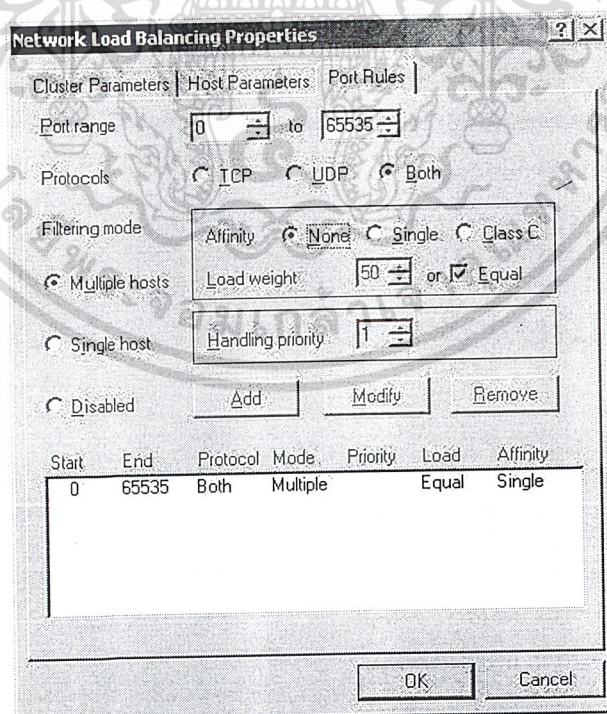 Network Load Balancing Properties
Cluster Parameters Host Parameters Port Rules
Port range 0 to 65535
Protocols TCP UDP Both
Filtering mode
Affinity None Single Class C
Multiple hosts Load weight 50 or Equal
Single host Handling priority 1
Disabled Add Modify Remove
Start End Protocol Mode Priority Load Affinity
0 65535 Both Multiple Equal Single
OK Cancel